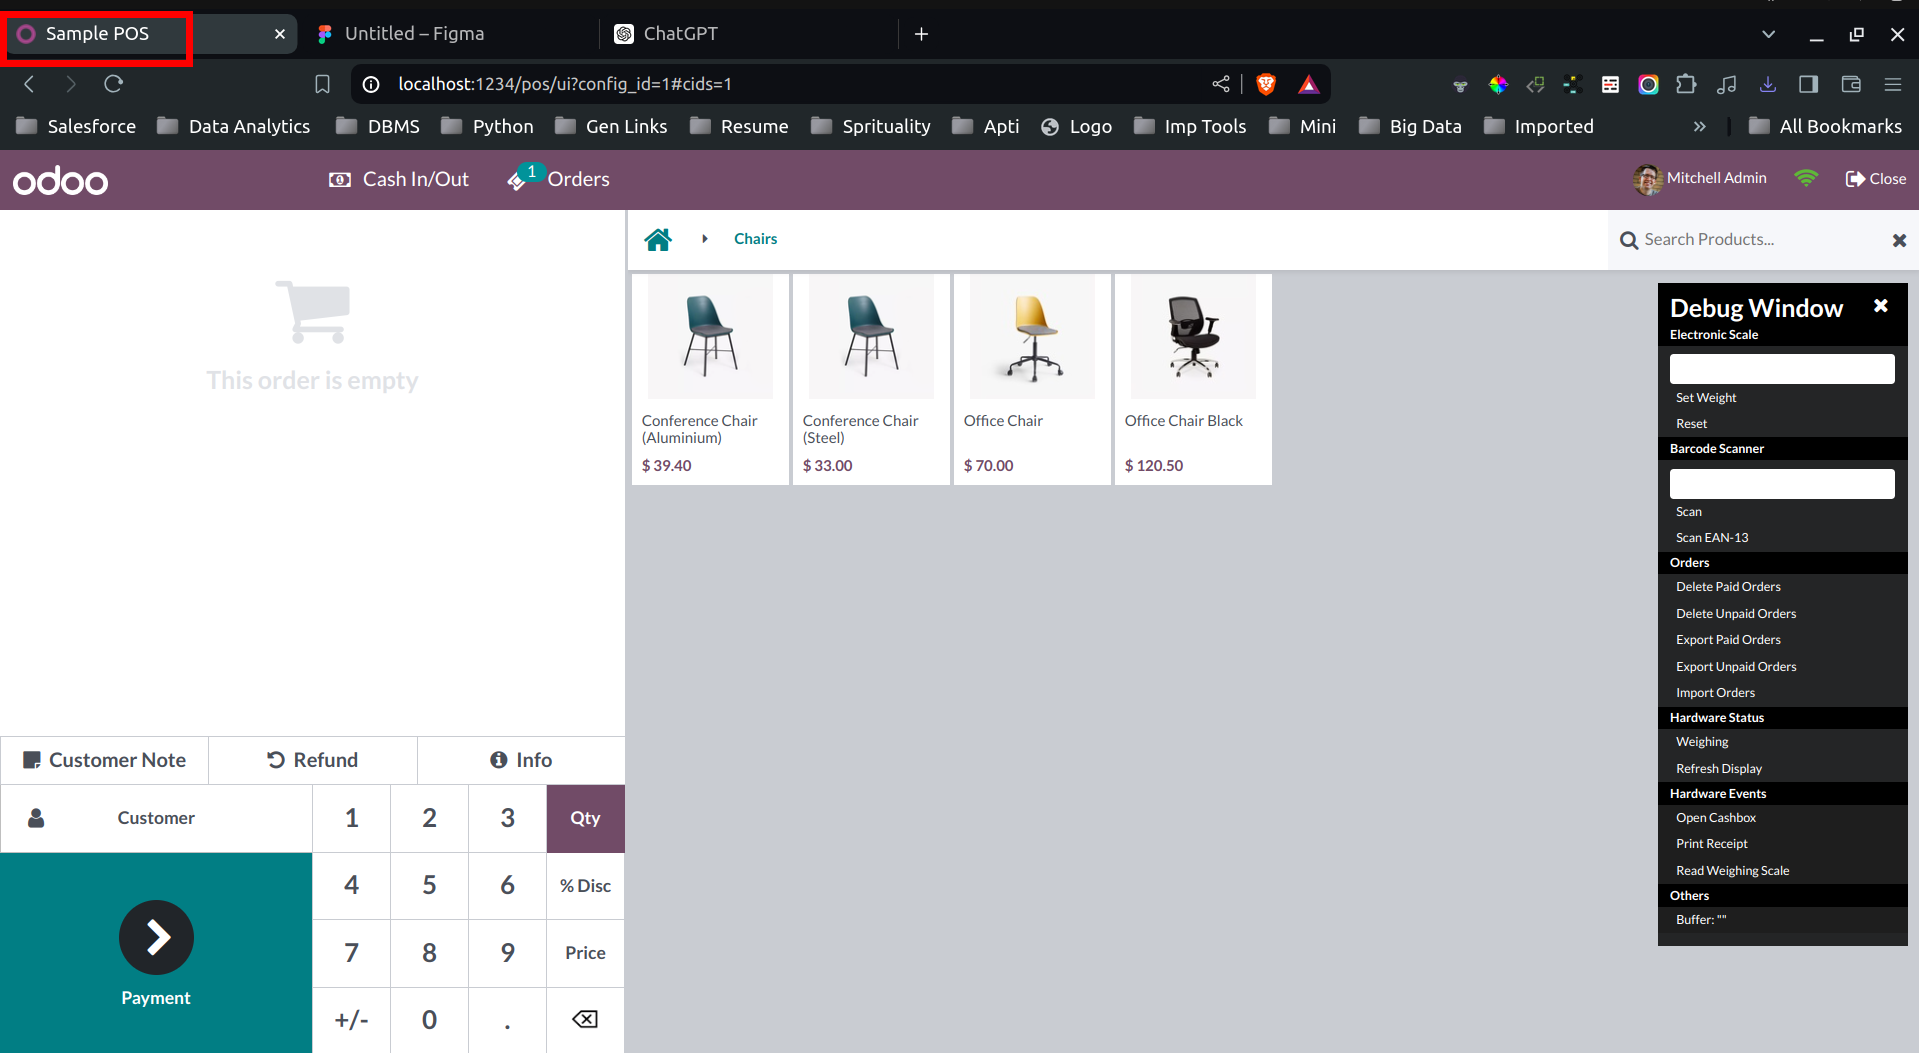 Sample POS
Untitled – Figma
ChatGPT
localhost:1234/pos/ui?config_id=1#cids=1
Salesforce
Data Analytics
DBMS
Python
Gen Links
Resume
Sprituality
Apti
Logo
Imp Tools
Mini
Big Data
Imported
»
All Bookmarks
odoo
Cash In/Out
1
Orders
Mitchell Admin
Close
This order is empty
Chairs
Search Products...
Conference Chair
(Aluminium)
$ 39.40
Conference Chair
(Steel)
$ 33.00
Office Chair
$ 70.00
Office Chair Black
$ 120.50
Debug Window
Electronic Scale
Set Weight
Reset
Barcode Scanner
Scan
Scan EAN-13
Orders
Delete Paid Orders
Delete Unpaid Orders
Export Paid Orders
Export Unpaid Orders
Import Orders
Hardware Status
Weighing
Refresh Display
Hardware Events
Open Cashbox
Print Receipt
Read Weighing Scale
Others
Buffer: ""
Customer Note
Refund
Info
Customer
1
2
3
Qty
4
5
6
% Disc
7
8
9
Price
Payment
+/-
0
.